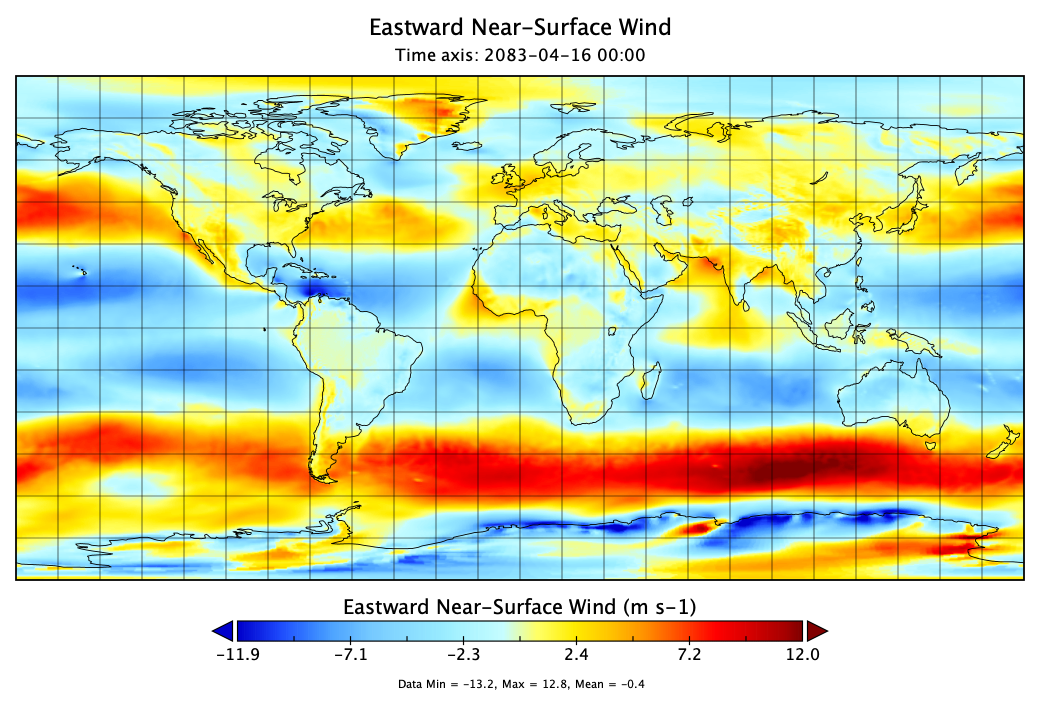 Eastward Near-Surface Wind
Time axis: 2083-04-16 00:00
Eastward Near-Surface Wind (m s-1)
-11.9 -7.1 -2.3 2.4 7.2 12.0
Data Min = -13.2, Max = 12.8, Mean = -0.4